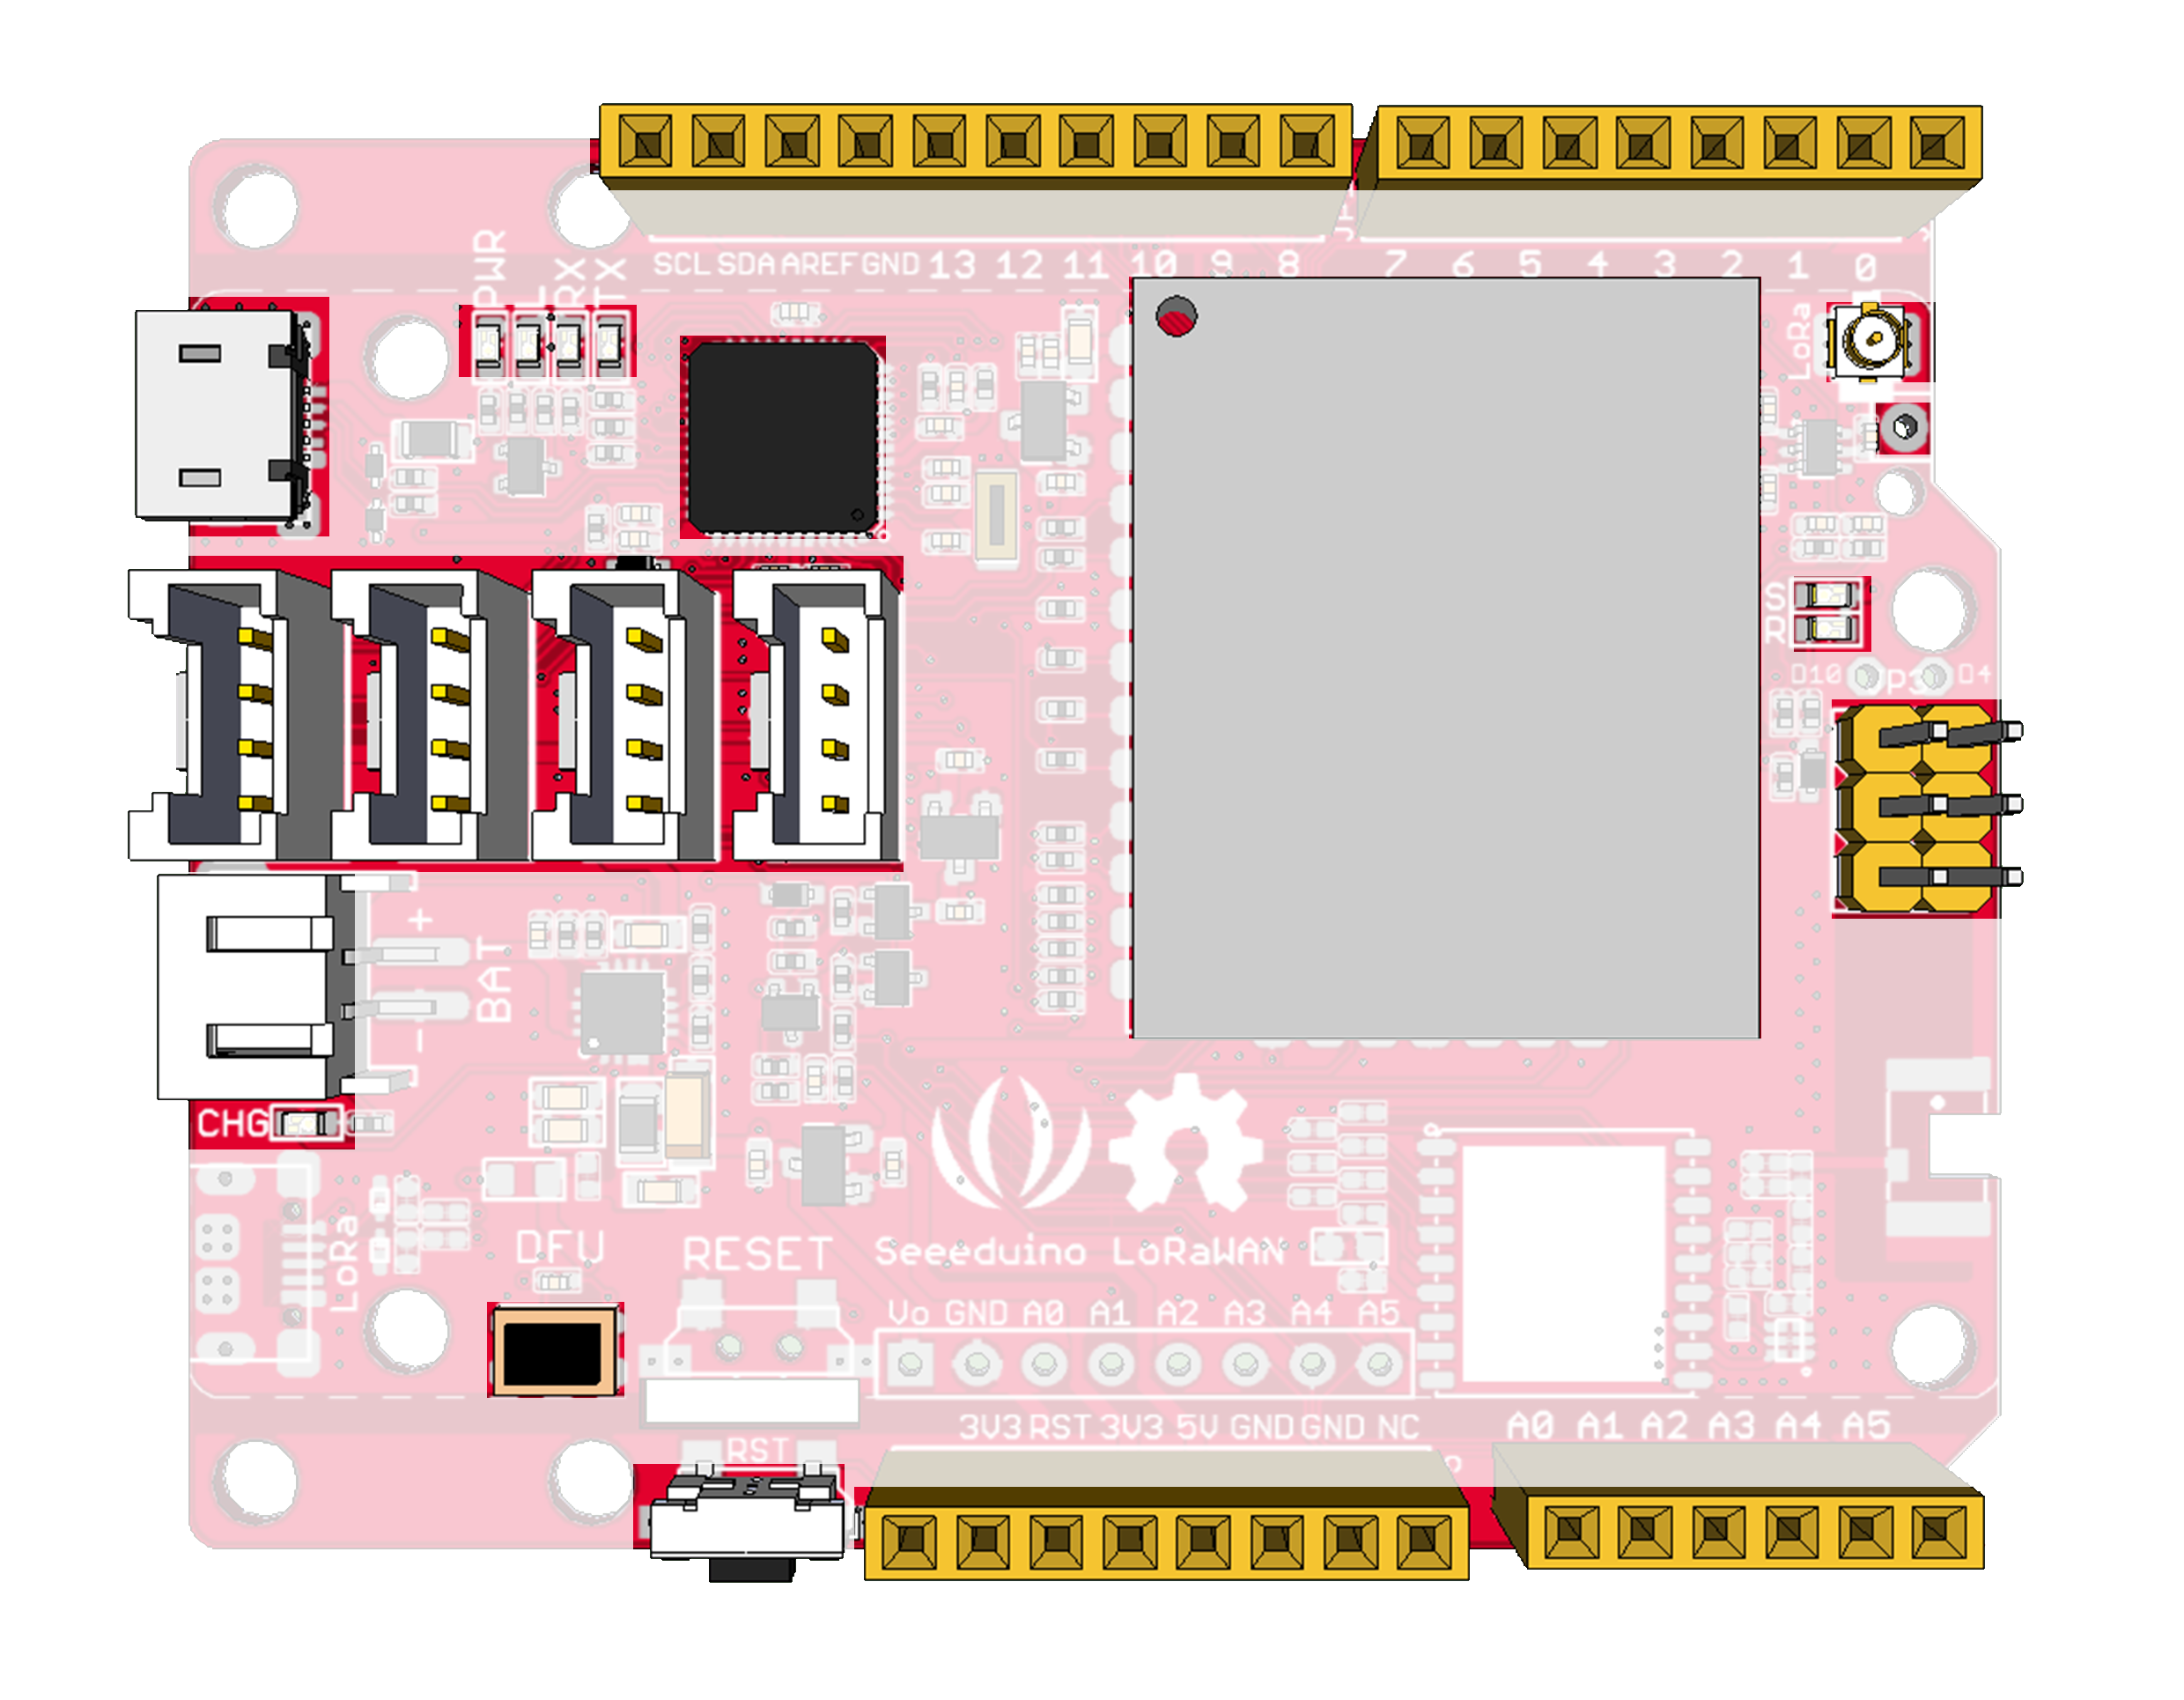 PWR L RX TX
SCL SDA AREF GND 13 12 11 10 9 8 7 6 5 4 3 2 1 0
LoRa
S
R
D10 P3 D4
+
BAT
-
CHG
LoRa
DFU RESET Seeeduino LoRaWAN
Vo GND A0 A1 A2 A3 A4 A5
3V3 RST 3V3 5V GND GND NC A0 A1 A2 A3 A4 A5
RST